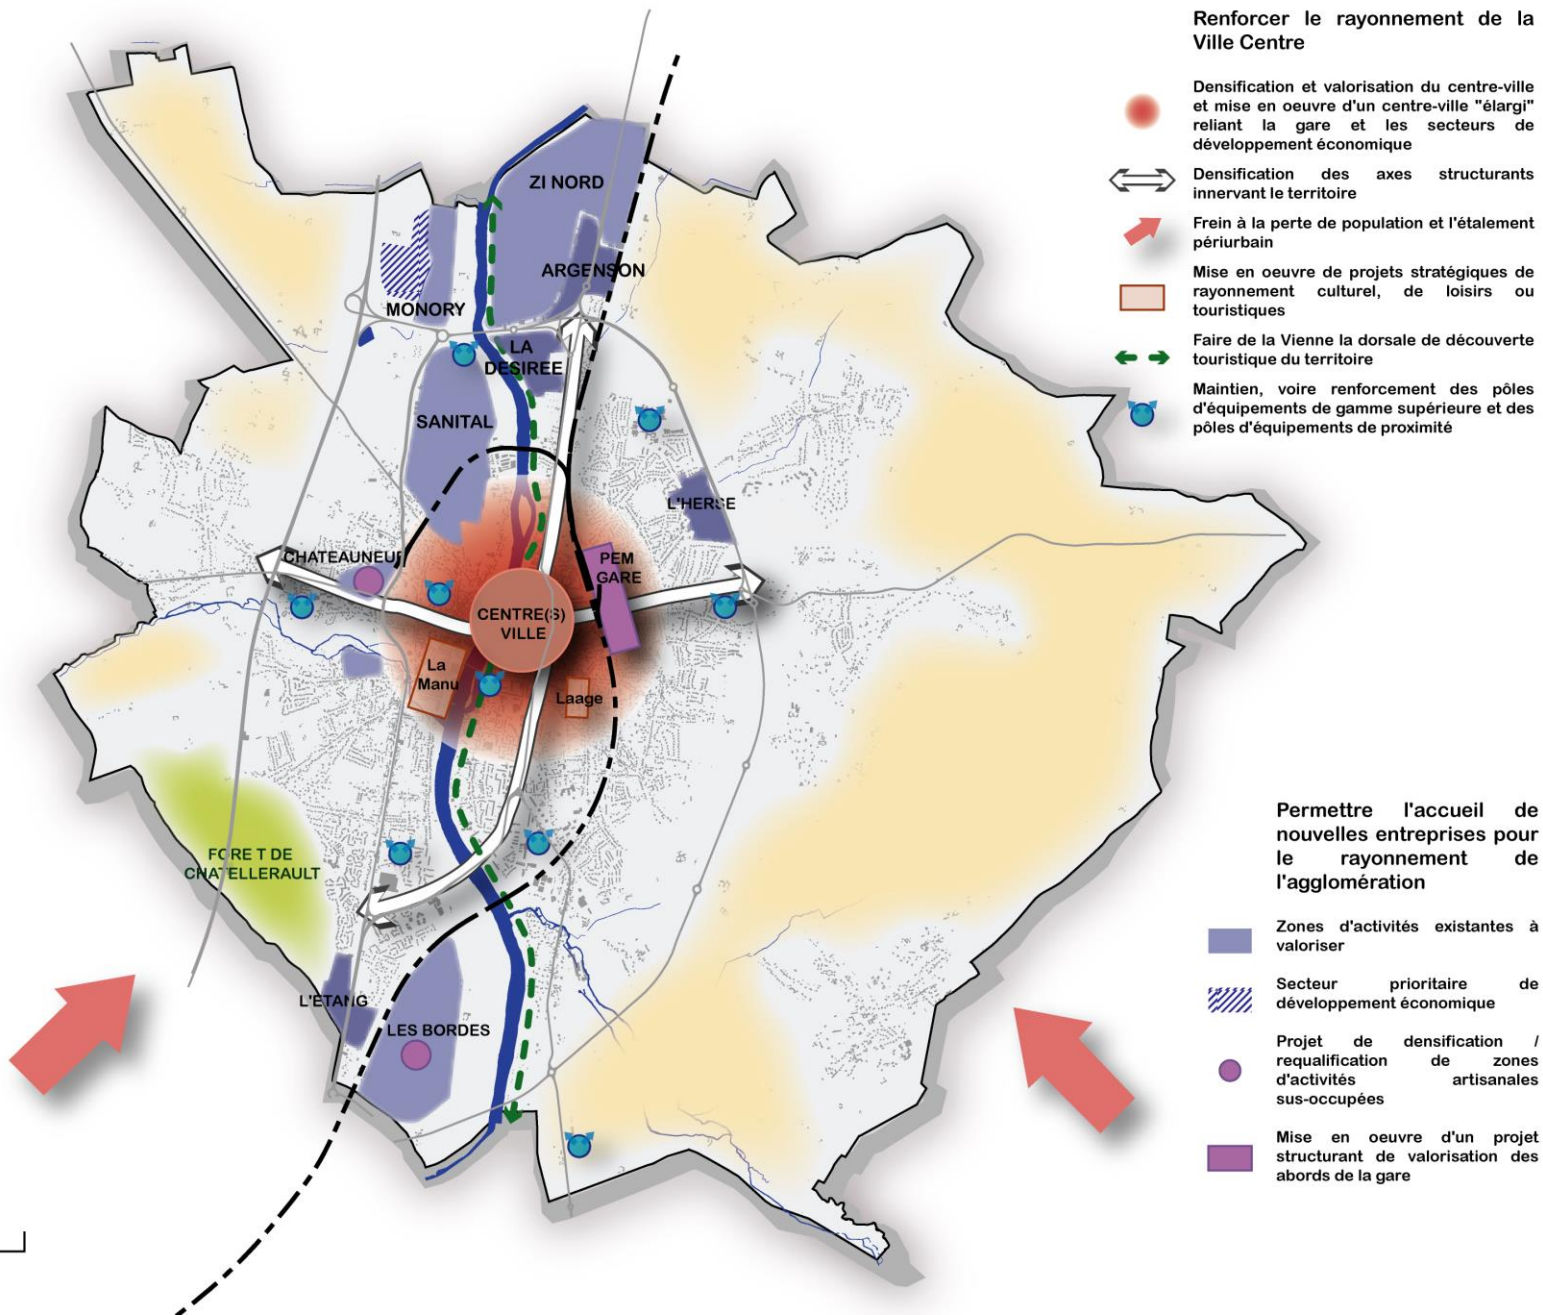 Renforcer le rayonnement de la
Ville Centre
Densification et valorisation du centre-ville
et mise en oeuvre d'un centre-ville "élargi"
reliant la gare et les secteurs de
développement économique
Densification des axes structurants
innervant le territoire
Frein à la perte de population et l'étalement
périurbain
Mise en oeuvre de projets stratégiques de
rayonnement culturel, de loisirs ou
touristiques
Faire de la Vienne la dorsale de découverte
touristique du territoire
Maintien, voire renforcement des pôles
d'équipements de gamme supérieure et des
pôles d'équipements de proximité
ZI NORD
ARGENSON
MONORY
LA
DESIREE
SANITAL
L'HERSE
CHATEAUNEUF
PEM
GARE
CENTRE(S)
VILLE
La
Manu
Laage
FORE T DE
CHATELLERAULT
L'ETANG
LES BORDES
Permettre l'accueil de
nouvelles entreprises pour
le rayonnement de
l'agglomération
Zones d'activités existantes à
valoriser
Secteur prioritaire de
développement économique
Projet de densification /
requalification de zones
d'activités artisanales
sus-occupées
Mise en oeuvre d'un projet
structurant de valorisation des
abords de la gare